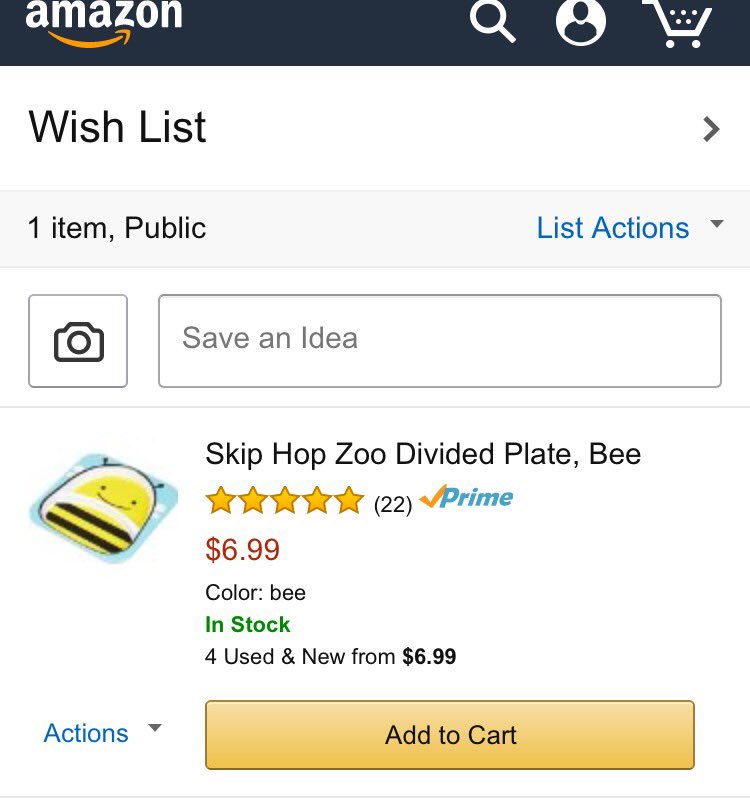 amazon
Wish List
1 item, Public
List Actions
Save an Idea
Skip Hop Zoo Divided Plate, Bee
(22) Prime
$6.99
Color: bee
In Stock
4 Used & New from $6.99
Actions
Add to Cart